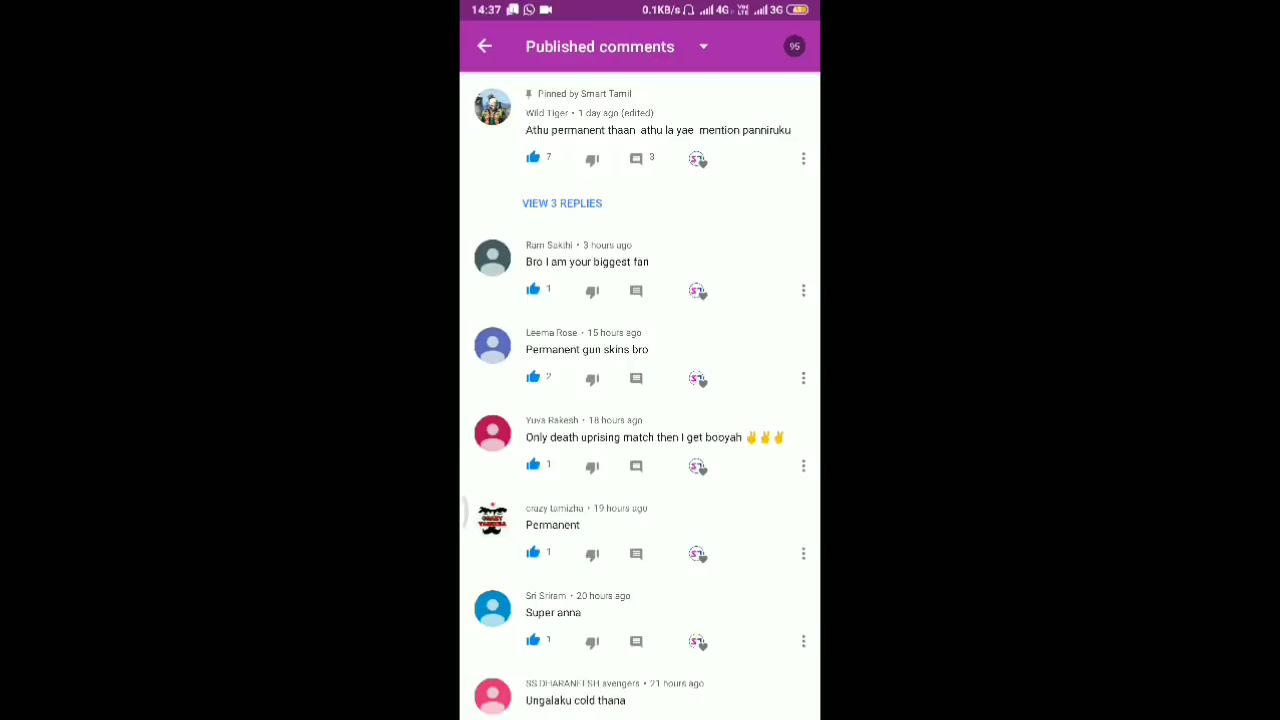 14:37 0.1KB/s 4G VoLTE 3G
Published comments 95
Pinned by Smart Tamil
Wild Tiger • 1 day ago (edited)
Athu permanent thaan athu la yae mention panniruku
7 3
VIEW 3 REPLIES
Ram Sakthi • 3 hours ago
Bro I am your biggest fan
1
Leema Rose • 15 hours ago
Permanent gun skins bro
2
Yuva Rakesh • 18 hours ago
Only death uprising match then I get booyah ✌✌✌
1
crazy tamizha • 19 hours ago
Permanent
1
Sri Sriram • 20 hours ago
Super anna
1
SS DHARANEESH avengers • 21 hours ago
Ungalaku cold thana